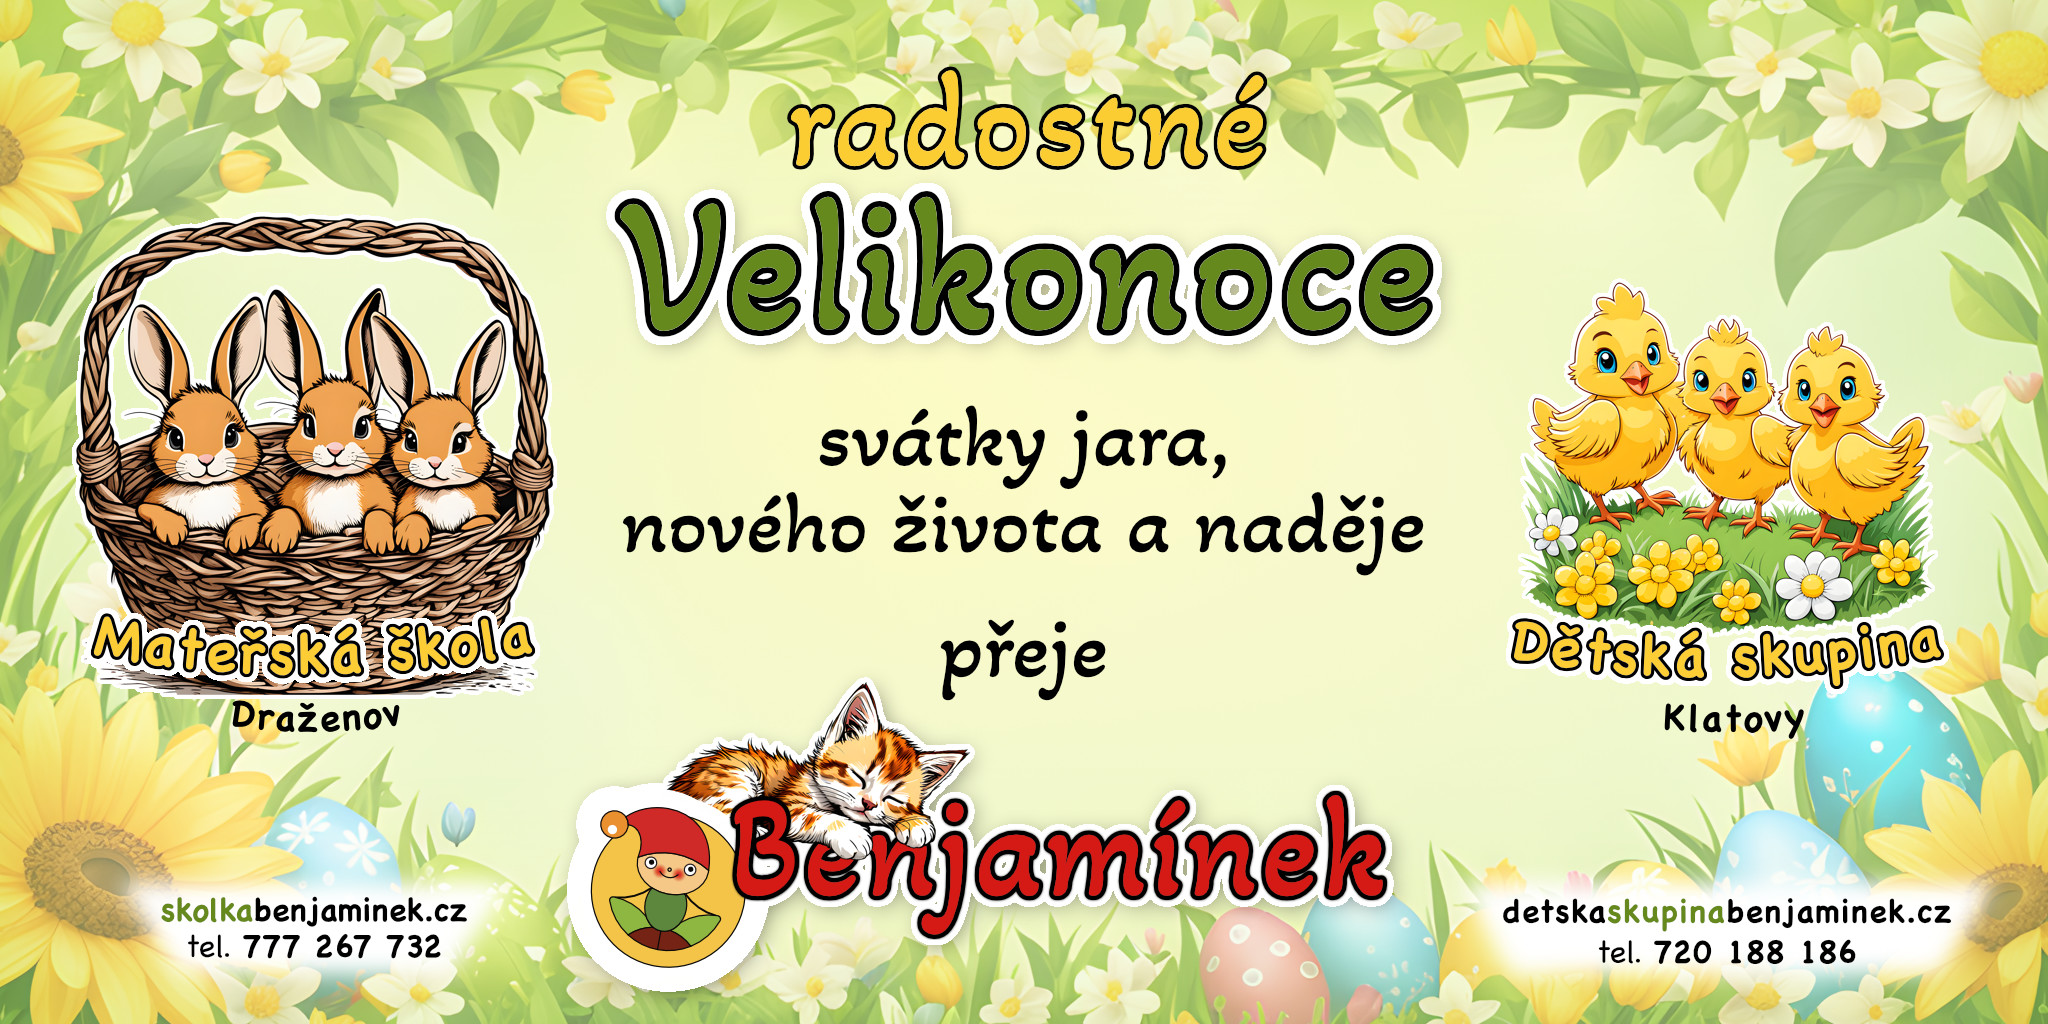 radostné
Velikonoce
svátky jara,
nového života a naděje
přeje
Benjamínek
Mateřská škola
Draženov
skolkabenjaminek.cz
tel. 777 267 732
Dětská skupina
Klatovy
detskaskupinabenjaminek.cz
tel. 720 188 186